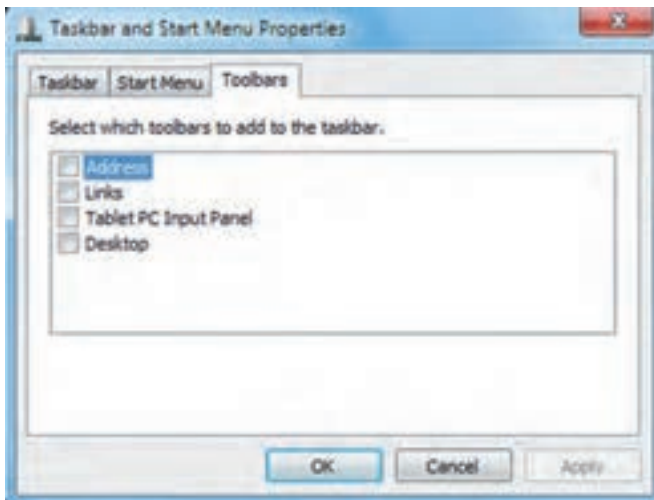 Taskbar and Start Menu Properties
Taskbar Start Menu Toolbars
Select which toolbars to add to the taskbar.
Address
Links
Tablet PC Input Panel
Desktop
OK Cancel Apply